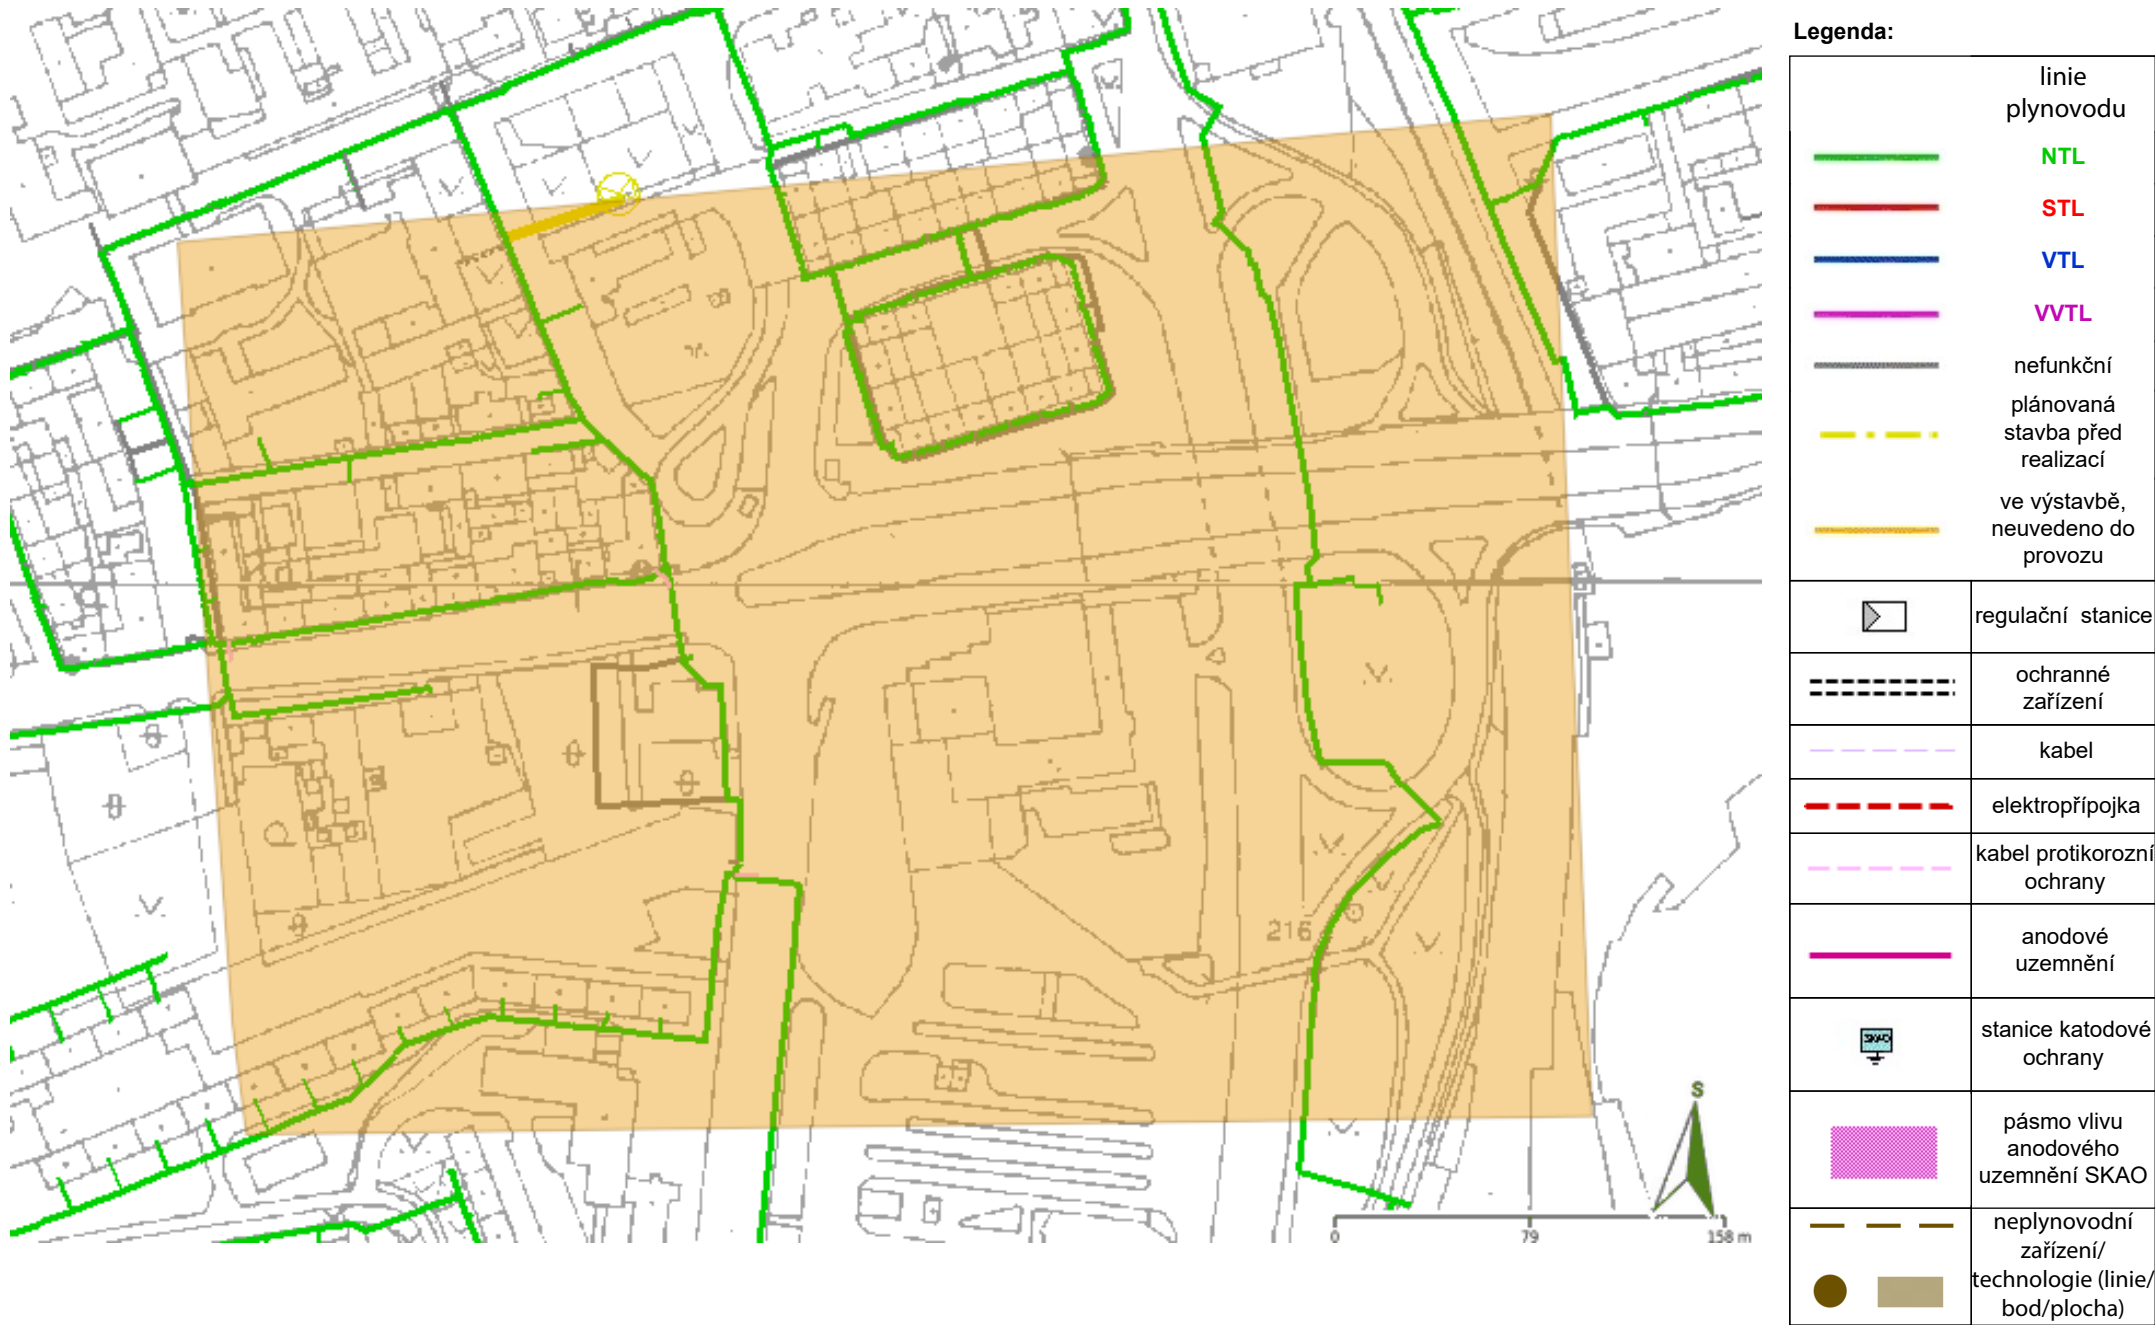 Legenda:
linie
plynovodu
NTL
STL
VTL
VVTL
nefunkční
plánovaná
stavba před
realizací
ve výstavbě,
neuvedeno do
provozu
regulační stanice
ochranné
zařízení
kabel
elektropřípojka
kabel protikorozní
ochrany
anodové
uzemnění
SKAO
stanice katodové
ochrany
pásmo vlivu
anodového
uzemnění SKAO
neplynovodní
zařízení/
technologie (linie/
bod/plocha)
216
S
0 79 158 m